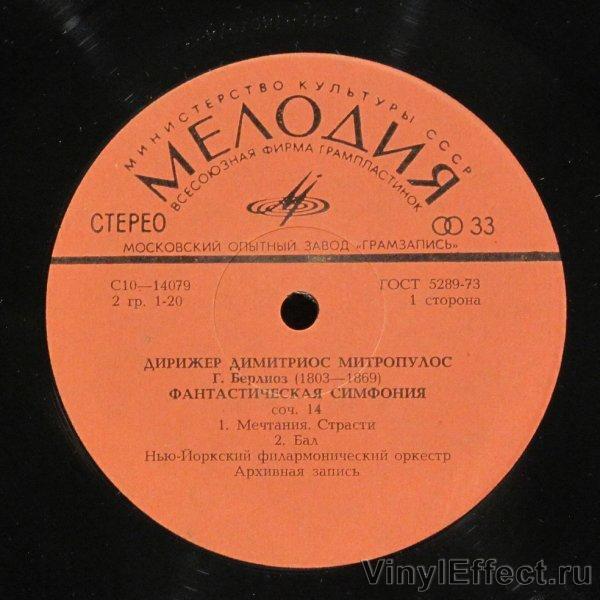 МИНИСТЕРСТВО КУЛЬТУРЫ СССР
МЕЛОДИЯ
ВСЕСОЮЗНАЯ ФИРМА ГРАМПЛАСТИНОК
СТЕРЕО
33
МОСКОВСКИЙ ОПЫТНЫЙ ЗАВОД «ГРАМЗАПИСЬ»
С10—14079
ГОСТ 5289-73
2 гр. 1-20
1 сторона
ДИРИЖЕР ДИМИТРИОС МИТРОПУЛОС
Г. Берлиоз (1803—1869)
ФАНТАСТИЧЕСКАЯ СИМФОНИЯ
соч. 14
1. Мечтания. Страсти
2. Бал
Нью-Йоркский филармонический оркестр
Архивная запись
VinylEffect.ru